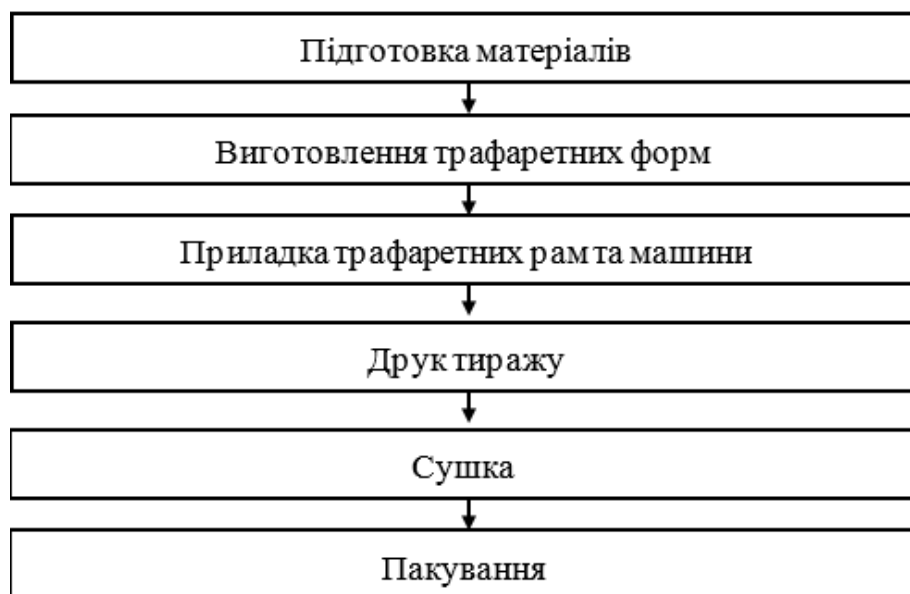 Підготовка матеріалів
Виготовлення трафаретних форм
Приладка трафаретних рам та машини
Друк тиражу
Сушка
Пакування